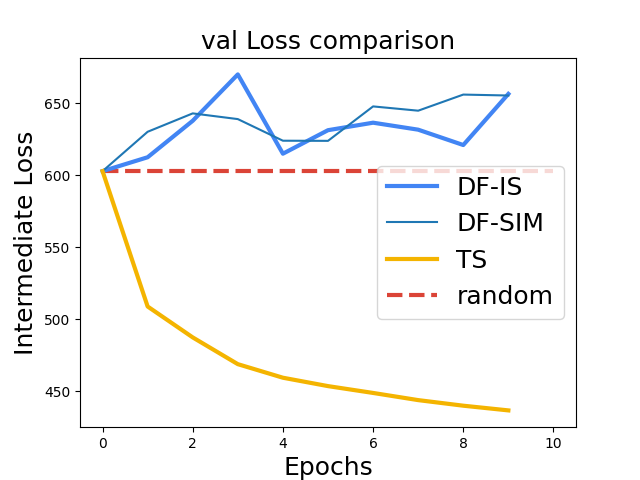 val Loss comparison
Intermediate Loss
650
600
550
500
450
DF-IS
DF-SIM
TS
random
0 2 4 6 8 10
Epochs